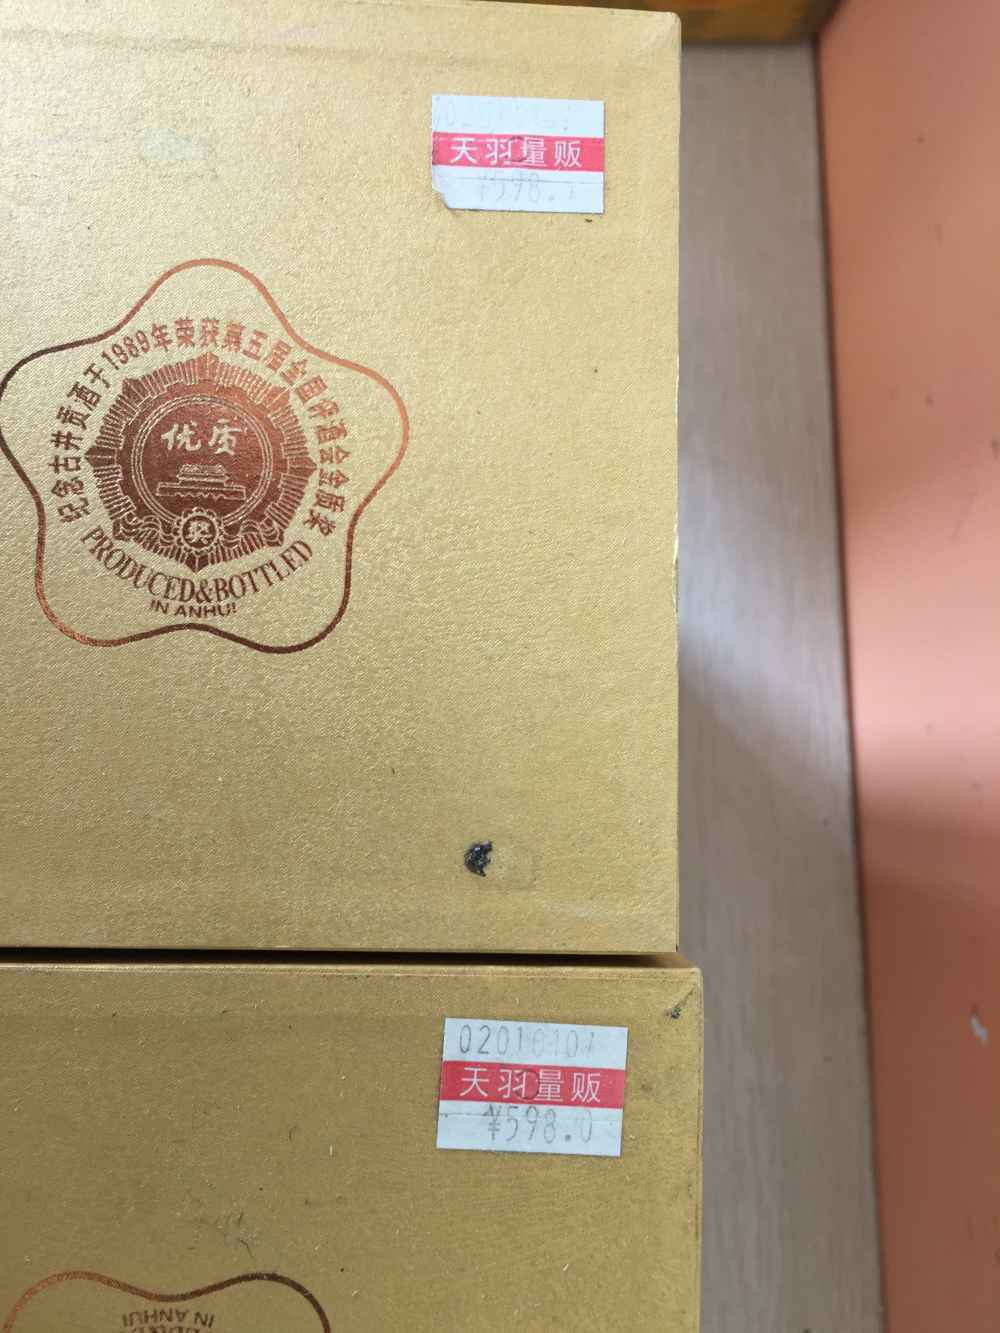 天羽量贩
¥598.
纪念古井贡酒于1989年荣获第五届全国评酒会金质奖
优质
奖
PRODUCED&BOTTLED
IN ANHUI
02010107
天羽量贩
¥598.0
IN ANHUI